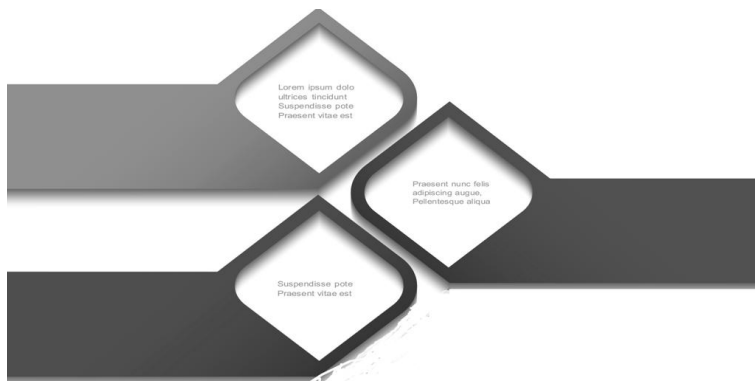 Lorem ipsum dolo
ultrices tincidunt
Suspendisse pote
Praesent vitae est
Praesent nunc felis
adipiscing augue,
Pellentesque aliqua
Suspendisse pote
Praesent vitae est